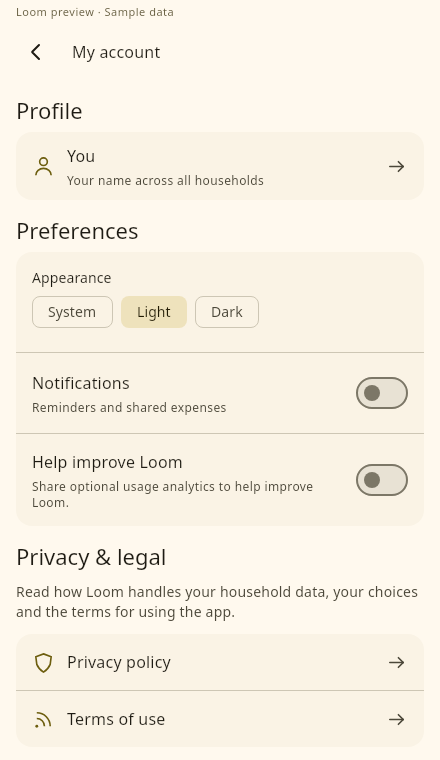 Loom preview · Sample data
My account
Profile
You
Your name across all households
Preferences
Appearance
System
Light
Dark
Notifications
Reminders and shared expenses
Help improve Loom
Share optional usage analytics to help improve
Loom.
Privacy & legal
Read how Loom handles your household data, your choices
and the terms for using the app.
Privacy policy
Terms of use